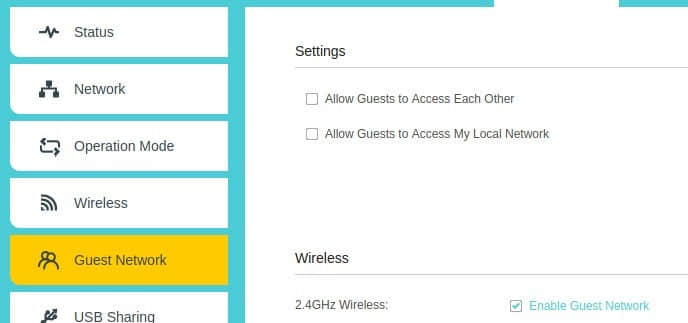 Status
Network
Operation Mode
Wireless
Guest Network
USB Sharing
Settings
Allow Guests to Access Each Other
Allow Guests to Access My Local Network
Wireless
2.4GHz Wireless: Enable Guest Network